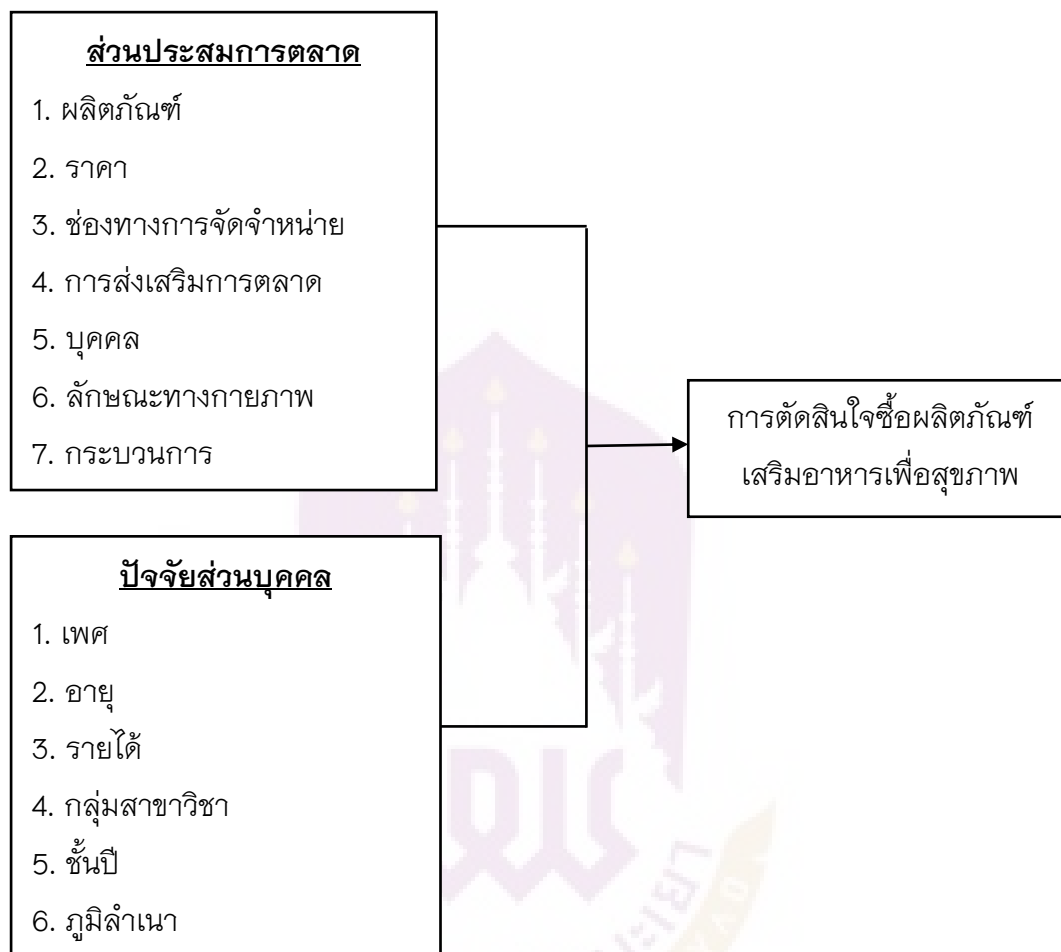 ส่วนประสมการตลาด
1. ผลิตภัณฑ์
2. ราคา
3. ช่องทางการจัดจำหน่าย
4. การส่งเสริมการตลาด
5. บุคคล
6. ลักษณะทางกายภาพ
7. กระบวนการ
การตัดสินใจซื้อผลิตภัณฑ์
เสริมอาหารเพื่อสุขภาพ
ปัจจัยส่วนบุคคล
1. เพศ
2. อายุ
3. รายได้
4. กลุ่มสาขาวิชา
5. ชั้นปี
6. ภูมิลำเนา